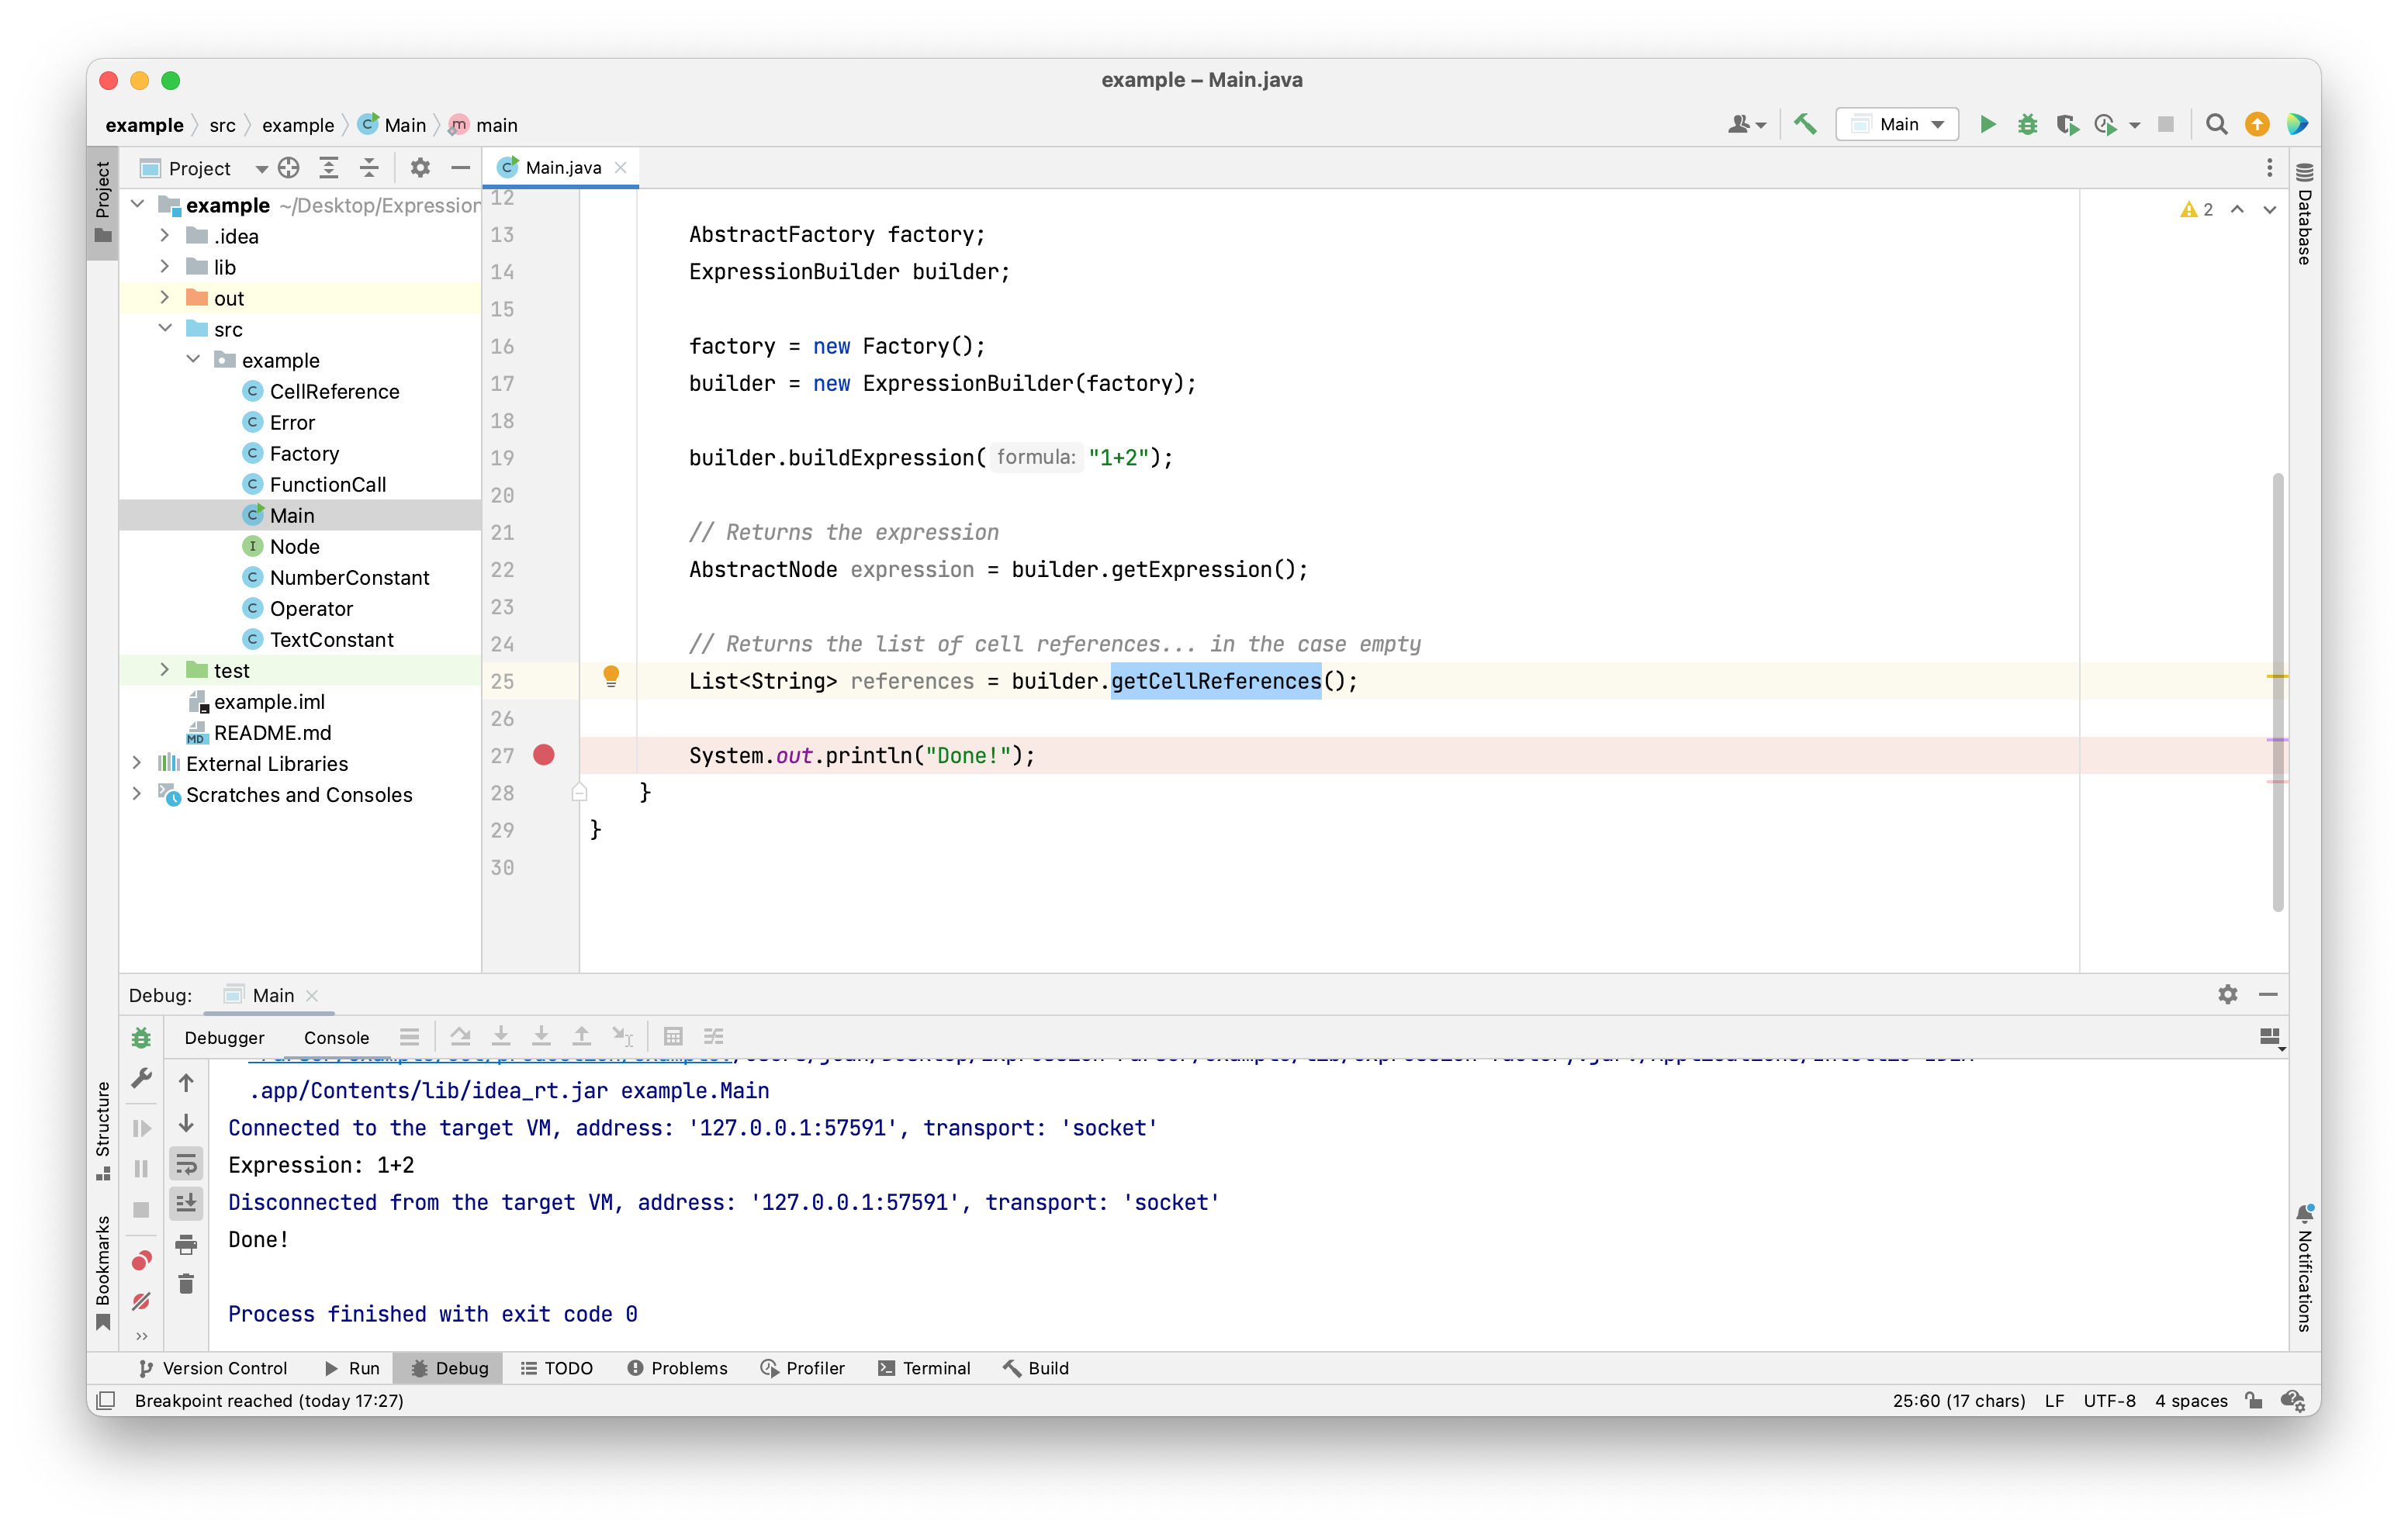 example – Main.java
example src example Main main
Main
Project
Project
Main.java
Database
example ~/Desktop/Expression
.idea
lib
out
src
example
CellReference
Error
Factory
FunctionCall
Main
Node
NumberConstant
Operator
TextConstant
test
example.iml
README.md
External Libraries
Scratches and Consoles
2
12
13 AbstractFactory factory;
14 ExpressionBuilder builder;
15
16 factory = new Factory();
17 builder = new ExpressionBuilder(factory);
18
19 builder.buildExpression( formula: "1+2");
20
21 // Returns the expression
22 AbstractNode expression = builder.getExpression();
23
24 // Returns the list of cell references... in the case empty
25 List<String> references = builder.getCellReferences();
26
27 System.out.println("Done!");
28 }
29 }
30
Debug: Main
Debugger Console
.app/Contents/lib/idea_rt.jar example.Main
Connected to the target VM, address: '127.0.0.1:57591', transport: 'socket'
Expression: 1+2
Disconnected from the target VM, address: '127.0.0.1:57591', transport: 'socket'
Done!
Process finished with exit code 0
Structure
Bookmarks
Notifications
Version Control Run Debug TODO Problems Profiler Terminal Build
Breakpoint reached (today 17:27) 25:60 (17 chars) LF UTF-8 4 spaces